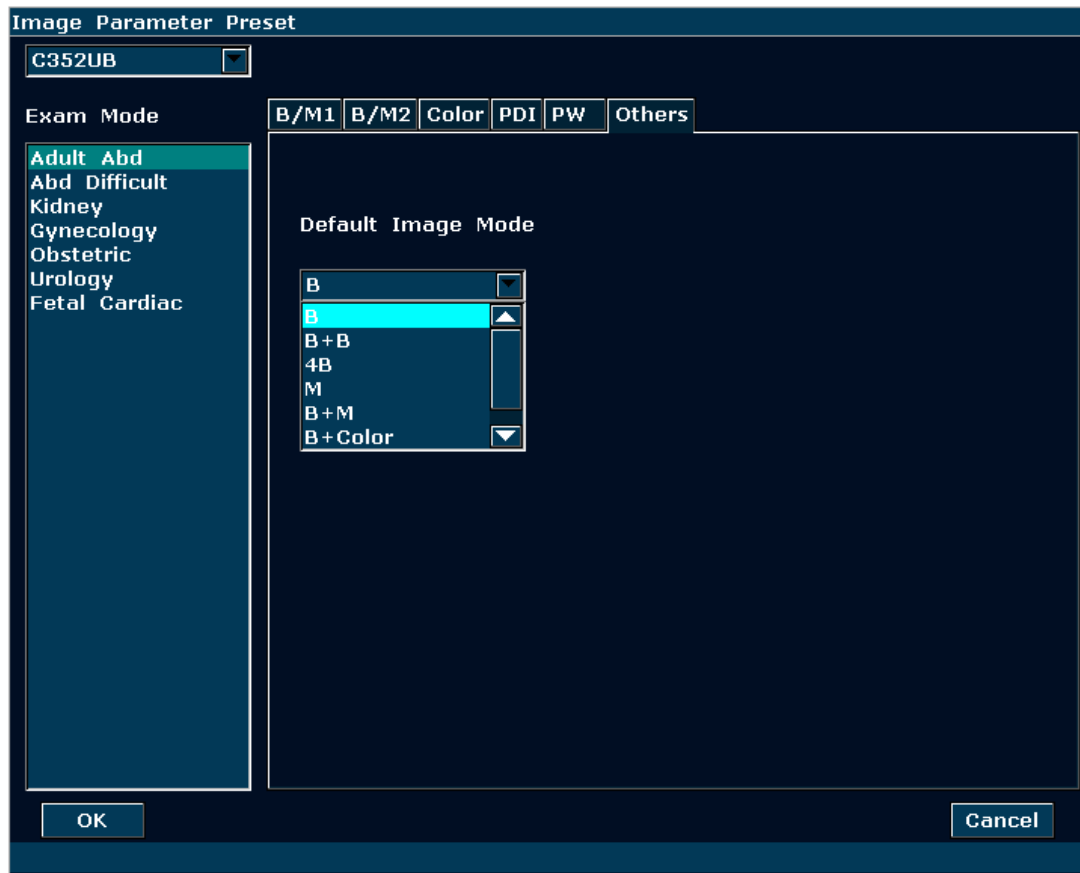 Image Parameter Preset
C352UB
Exam Mode
B/M1 B/M2 Color PDI PW Others
Adult Abd
Abd Difficult
Kidney
Gynecology
Obstetric
Urology
Fetal Cardiac
Default Image Mode
B
B
B+B
4B
M
B+M
B+Color
OK
Cancel